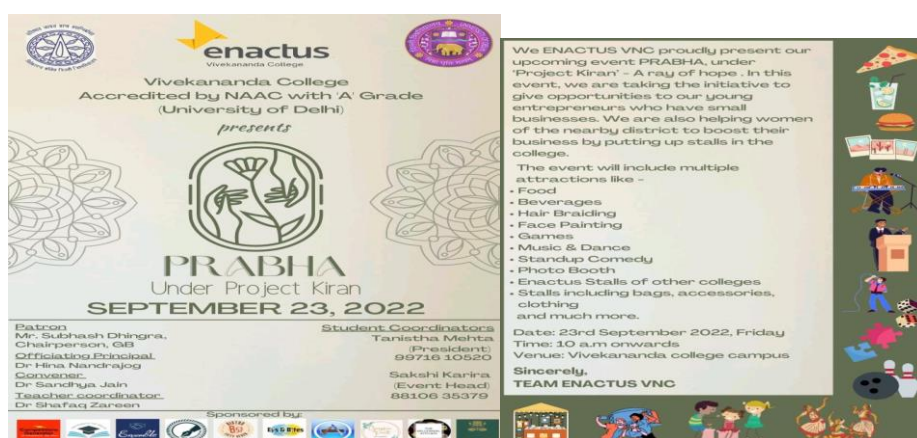 enactus
Vivekananda College
Vivekananda College
Accredited by NAAC with 'A' Grade
(University of Delhi)
presents
PRABHA
Under Project Kiran
SEPTEMBER 23, 2022
Patron
Mr. Subhash Dhingra,
Chairperson, GB
Officiating Principal
Dr Hina Nandrajog
Convener
Dr Sandhya Jain
Teacher coordinator
Dr Shafaq Zareen
Student Coordinators
Tanistha Mehta
(President)
99716 10520
Sakshi Karira
(Event Head)
88106 35379
Sponsored by:
We ENACTUS VNC proudly present our
upcoming event PRABHA, under
'Project Kiran' - A ray of hope . In this
event, we are taking the initiative to
give opportunities to our young
entrepreneurs who have small
businesses. We are also helping women
of the nearby district to boost their
business by putting up stalls in the
college.
The event will include multiple
attractions like -
• Food
• Beverages
• Hair Braiding
• Face Painting
• Games
• Music & Dance
• Standup Comedy
• Photo Booth
• Enactus Stalls of other colleges
• Stalls including bags, accessories,
clothing
and much more.
Date: 23rd September 2022, Friday
Time: 10 a.m onwards
Venue: Vivekananda college campus
Sincerely,
TEAM ENACTUS VNC